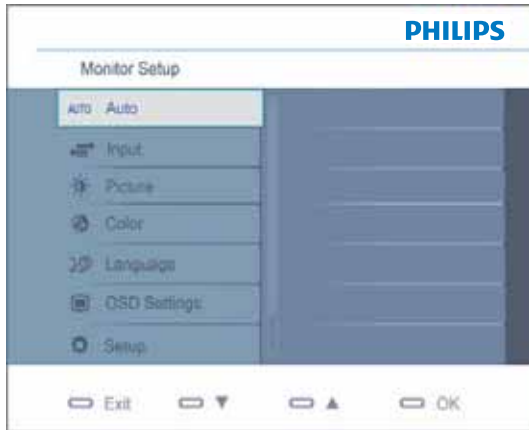 PHILIPS
Monitor Setup
AUTO Auto
Input
Picture
Color
Language
OSD Settings
Setup
Exit ▼ ▲ OK